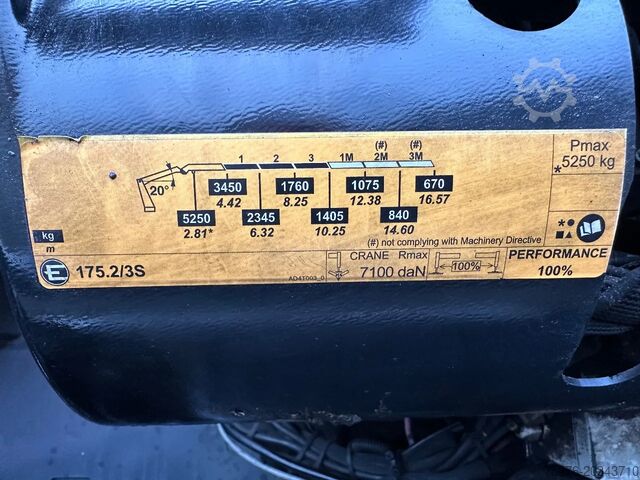 1 2 3 1M (#) 2M (#) 3M
Pmax
*5250 kg
20°
3450 1760 1075 670
4.42 8.25 12.38 16.57
5250 2345 1405 840
2.81* 6.32 10.25 14.60
kg
m
(#) not complying with Machinery Directive
E 175.2/3S
AD4T003_0
CRANE Rmax
7100 daN
100%
PERFORMANCE
100%